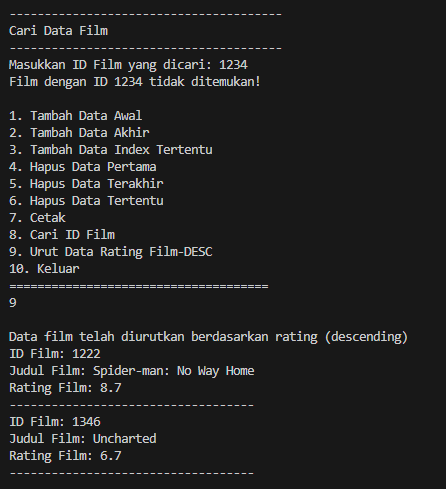 ---------------------------------------
Cari Data Film
---------------------------------------
Masukkan ID Film yang dicari: 1234
Film dengan ID 1234 tidak ditemukan!
1. Tambah Data Awal
2. Tambah Data Akhir
3. Tambah Data Index Tertentu
4. Hapus Data Pertama
5. Hapus Data Terakhir
6. Hapus Data Tertentu
7. Cetak
8. Cari ID Film
9. Urut Data Rating Film-DESC
10. Keluar
=====================================
9
Data film telah diurutkan berdasarkan rating (descending)
ID Film: 1222
Judul Film: Spider-man: No Way Home
Rating Film: 8.7
-----------------------------------
ID Film: 1346
Judul Film: Uncharted
Rating Film: 6.7
-----------------------------------